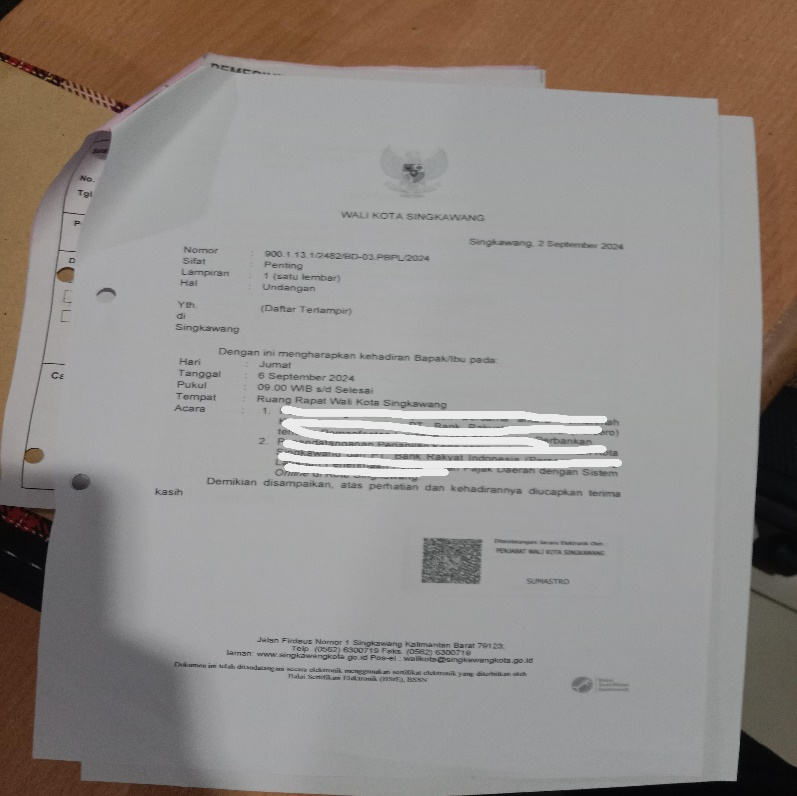 WALI KOTA SINGKAWANG
Singkawang, 2 September 2024
Nomor : 900.1.13.1/2482/BD-03.PBPL/2024
Sifat : Penting
Lampiran : 1 (satu lembar)
Hal : Undangan
Yth. (Daftar Terlampir)
di
Singkawang
Dengan ini mengharapkan kehadiran Bapak/Ibu pada:
Hari : Jumat
Tanggal : 6 September 2024
Pukul : 09.00 WIB s/d Selesai
Tempat : Ruang Rapat Wali Kota Singkawang
Acara : 1.
PT. Bank
2. Penandatanganan Perbankan
Singkawang dan PT. Bank Rakyat Indonesia
Pajak Daerah dengan Sistem
Online di Kota Singkawang
Demikian disampaikan, atas perhatian dan kehadirannya diucapkan terima
kasih
Ditandatangani Secara Elektronik Oleh :
PENJABAT WALI KOTA SINGKAWANG
SUMASTRO
Jalan Firdaus Nomor 1 Singkawang Kalimantan Barat 79123,
Telp. (0562) 6300719 Faks. (0562) 6300719
laman: www.singkawangkota.go.id Pos-el : walikota@singkawangkota.go.id
Dokumen ini telah ditandatangani secara elektronik menggunakan sertifikat elektronik yang diterbitkan oleh
Balai Sertifikasi Elektronik (BSrE), BSSN
Balai
Sertifikasi
Elektronik
No.
Tgl